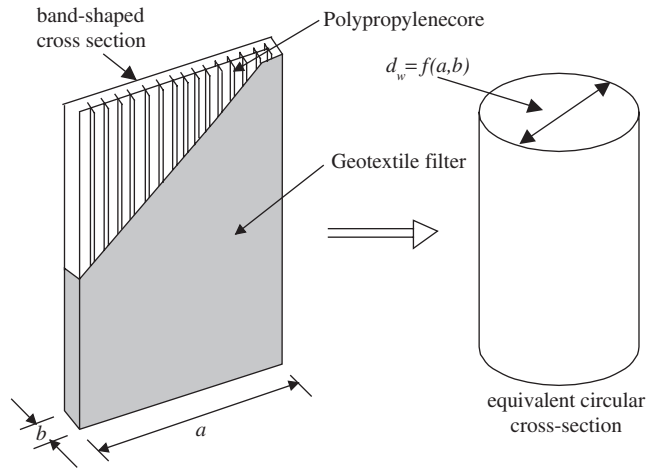 band-shaped
cross section
Polypropylenecore
d_w=f(a,b)
Geotextile filter
b
a
equivalent circular
cross-section